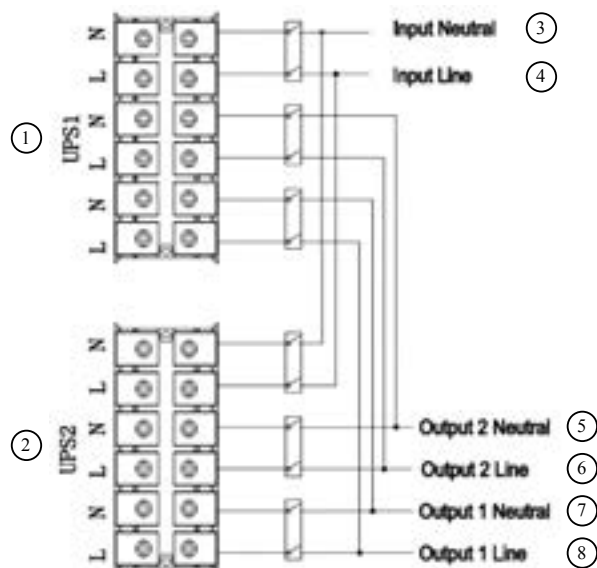 N
Input Neutral 3
L
Input Line 4
N
1 UPS1
L
N
L
N
L
N
Output 2 Neutral 5
2 UPS2
L
Output 2 Line 6
N
Output 1 Neutral 7
L
Output 1 Line 8